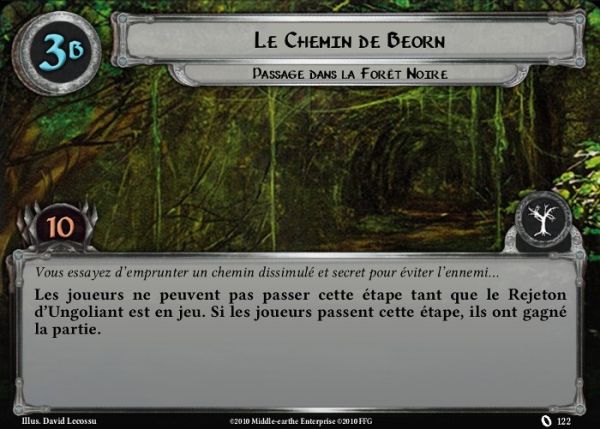 3B
Le Chemin de Beorn
Passage dans la Forêt Noire
10
Vous essayez d'emprunter un chemin dissimulé et secret pour éviter l'ennemi...
Les joueurs ne peuvent pas passer cette étape tant que le Rejeton
d'Ungoliant est en jeu. Si les joueurs passent cette étape, ils ont gagné
la partie.
Illus. David Lecossu
©2010 Middle-earthe Enterprise ©2010 FFG
122